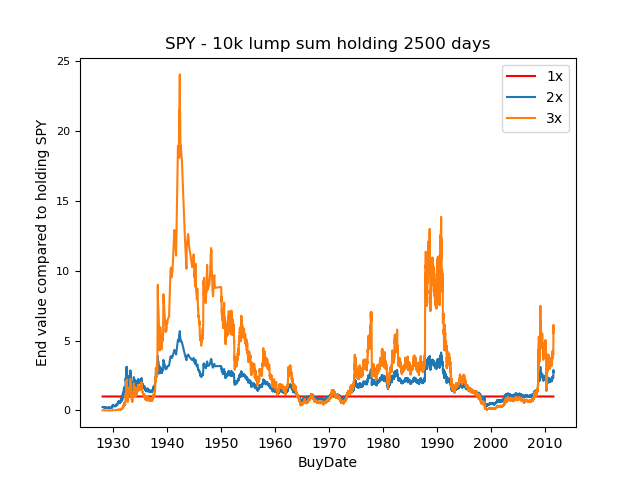 SPY - 10k lump sum holding 2500 days
End value compared to holding SPY
25
20
15
10
5
0
1x
2x
3x
1930 1940 1950 1960 1970 1980 1990 2000 2010
BuyDate